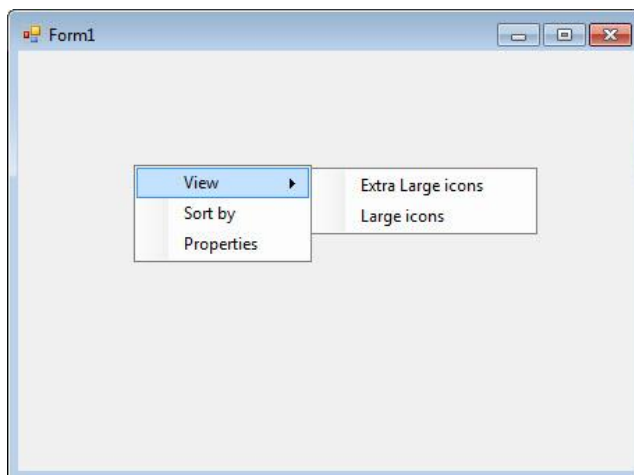 Form1
View
Sort by
Properties
Extra Large icons
Large icons